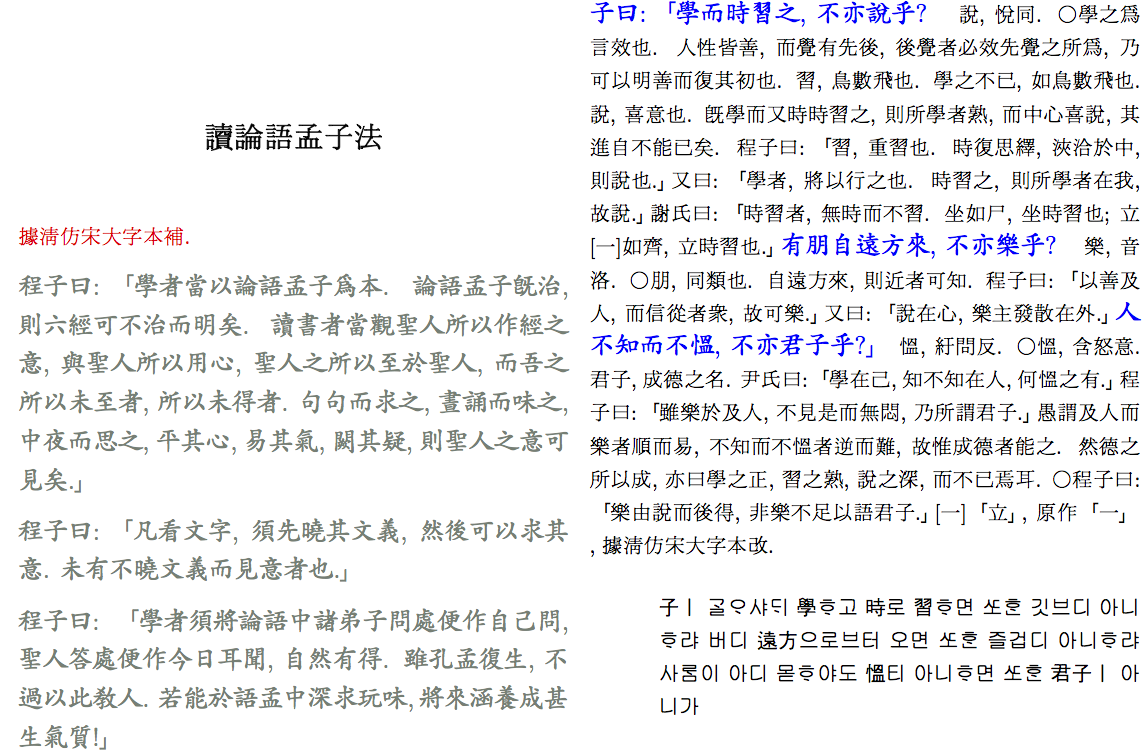 讀論語孟子法
據淸仿宋大字本補.
程子曰: 「學者當以論語孟子爲本. 論語孟子旣治,
則六經可不治而明矣. 讀書者當觀聖人所以作經之
意, 與聖人所以用心, 聖人之所以至於聖人, 而吾之
所以未至者, 所以未得者. 句句而求之, 晝誦而味之,
中夜而思之, 平其心, 易其氣, 闕其疑, 則聖人之意可
見矣.」
程子曰: 「凡看文字, 須先曉其文義, 然後可以求其
意. 未有不曉文義而見意者也.」
程子曰: 「學者須將論語中諸弟子問處便作自己問,
聖人答處便作今日耳聞, 自然有得. 雖孔孟復生, 不
過以此敎人. 若能於語孟中深求玩味, 將來涵養成甚
生氣質!」
子曰: 「學而時習之, 不亦說乎? 說, 悅同. 〇學之爲
言效也. 人性皆善, 而覺有先後, 後覺者必效先覺之所爲, 乃
可以明善而復其初也. 習, 鳥數飛也. 學之不已, 如鳥數飛也.
說, 喜意也. 旣學而又時時習之, 則所學者熟, 而中心喜說, 其
進自不能已矣. 程子曰: 「習, 重習也. 時復思繹, 浹洽於中,
則說也.」 又曰: 「學者, 將以行之也. 時習之, 則所學者在我,
故說.」 謝氏曰: 「時習者, 無時而不習. 坐如尸, 坐時習也; 立
[一]如齊, 立時習也.」 有朋自遠方來, 不亦樂乎? 樂, 音
洛. 〇朋, 同類也. 自遠方來, 則近者可知. 程子曰: 「以善及
人, 而信從者衆, 故可樂.」 又曰: 「說在心, 樂主發散在外.」 人
不知而不慍, 不亦君子乎?」 慍, 紆問反. 〇慍, 含怒意.
君子, 成德之名. 尹氏曰: 「學在己, 知不知在人, 何慍之有.」 程
子曰: 「雖樂於及人, 不見是而無悶, 乃所謂君子.」 愚謂及人而
樂者順而易, 不知而不慍者逆而難, 故惟成德者能之. 然德之
所以成, 亦曰學之正, 習之熟, 說之深, 而不已焉耳. 〇程子曰:
「樂由說而後得, 非樂不足以語君子.」 [一] 「立」, 原作 「一」
, 據淸仿宋大字本改.
子ㅣ ᄀᆞᆯᄋᆞ샤ᄃᆡ 學ᄒᆞ고 時로 習ᄒᆞ면 ᄯᅩᄒᆞᆫ 깃브디 아니
ᄒᆞ랴 버디 遠方으로브터 오면 ᄯᅩᄒᆞᆫ 즐겁디 아니ᄒᆞ랴
사ᄅᆞᆷ이 아디 몯ᄒᆞ야도 慍티 아니ᄒᆞ면 ᄯᅩᄒᆞᆫ 君子ㅣ 아
니가